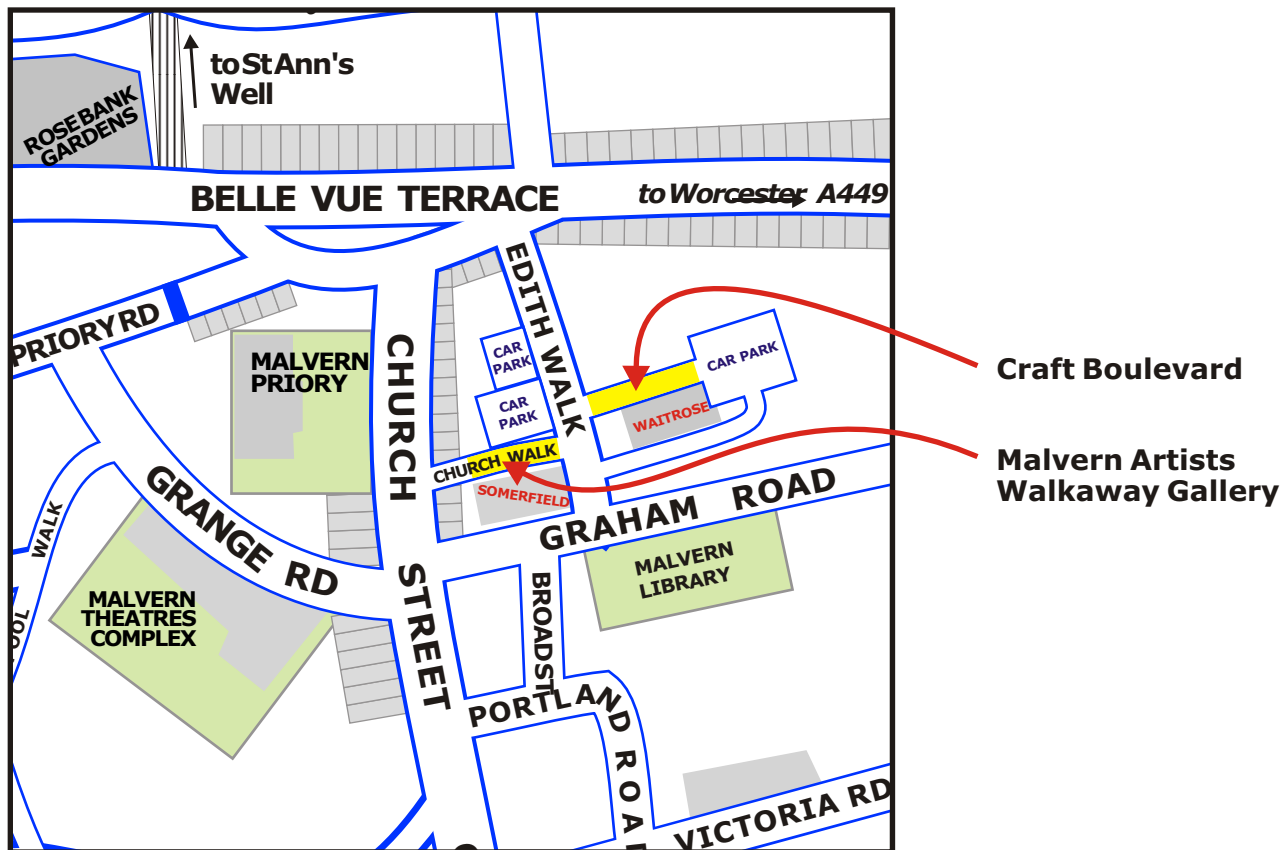 to St Ann's
Well
ROSE BANK
GARDENS
BELLE VUE TERRACE
to Worcester A449
EDITH WALK
PRIORY RD
MALVERN
PRIORY
CHURCH
STREET
CAR
PARK
CAR
PARK
CAR PARK
WAITROSE
CHURCH WALK
SOMERFIELD
Craft Boulevard
Malvern Artists
Walkaway Gallery
GRAHAM ROAD
GRANGE RD
WALK
MALVERN
LIBRARY
MALVERN
THEATRES
COMPLEX
BROAD ST
PORTLAND ROAD
VICTORIA RD